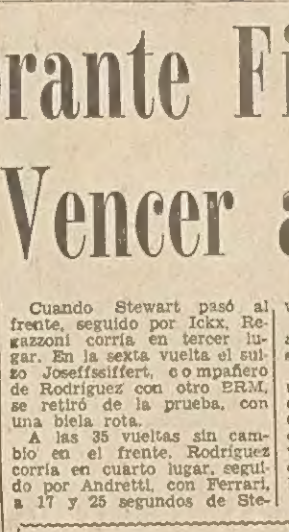 rante Fi
Vencer a
Cuando Stewart pasó al
frente, seguido por Ickx, Re-
gazzoni corría en tercer lu-
gar. En la sexta vuelta el sui-
zo Joseffssiffert, compañero
de Rodríguez con otro BRM,
se retiró de la prueba, con
una biela rota.
A las 35 vueltas sin cam-
bio en el frente, Rodríguez
corría en cuarto lugar, segui-
do por Andretti, con Ferrari,
a 17 y 25 segundos de Ste-